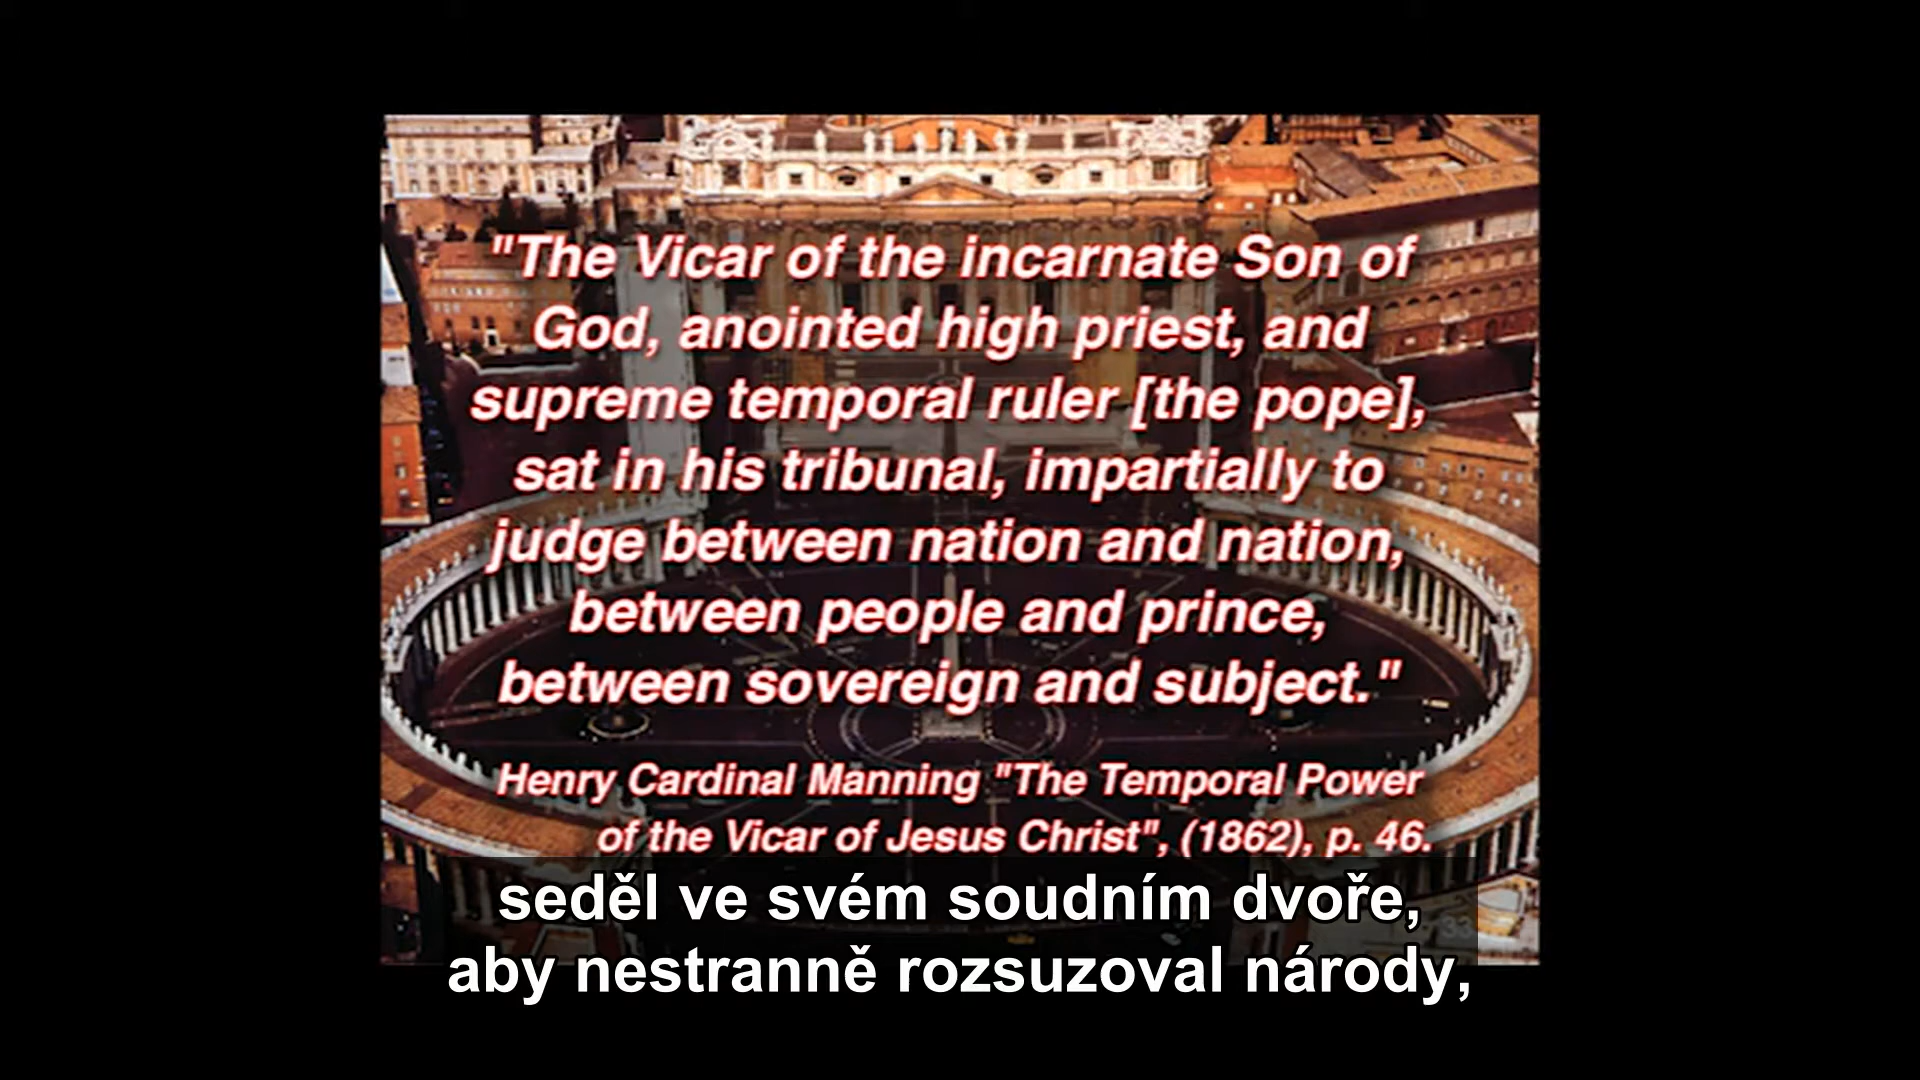 "The Vicar of the incarnate Son of
God, anointed high priest, and
supreme temporal ruler [the pope],
sat in his tribunal, impartially to
judge between nation and nation,
between people and prince,
between sovereign and subject."
Henry Cardinal Manning "The Temporal Power
of the Vicar of Jesus Christ", (1862), p. 46.
33
seděl ve svém soudním dvoře,
aby nestranně rozsuzoval národy,